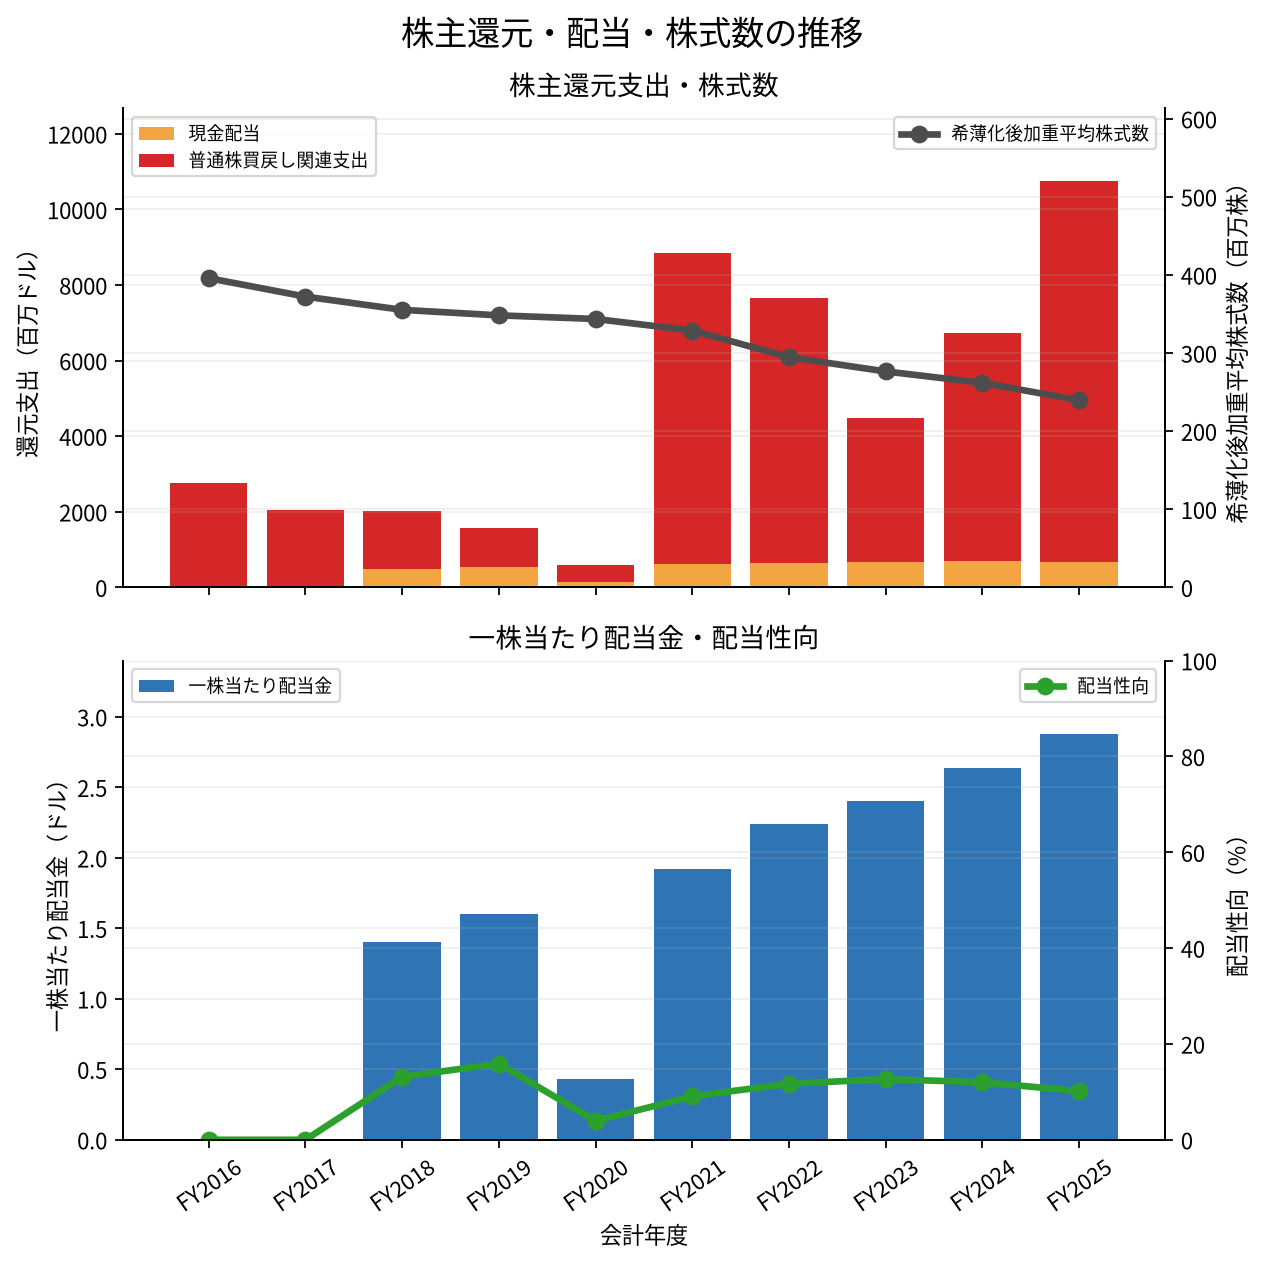 株主還元・配当・株式数の推移
株主還元支出・株式数
現金配当
普通株買戻し関連支出
希薄化後加重平均株式数
還元支出（百万ドル）
12000
10000
8000
6000
4000
2000
0
600
500
400
300
200
100
0
希薄化後加重平均株式数（百万株）
一株当たり配当金・配当性向
一株当たり配当金
配当性向
一株当たり配当金（ドル）
3.0
2.5
2.0
1.5
1.0
0.5
0.0
100
80
60
40
20
0
配当性向（%）
FY2016
FY2017
FY2018
FY2019
FY2020
FY2021
FY2022
FY2023
FY2024
FY2025
会計年度